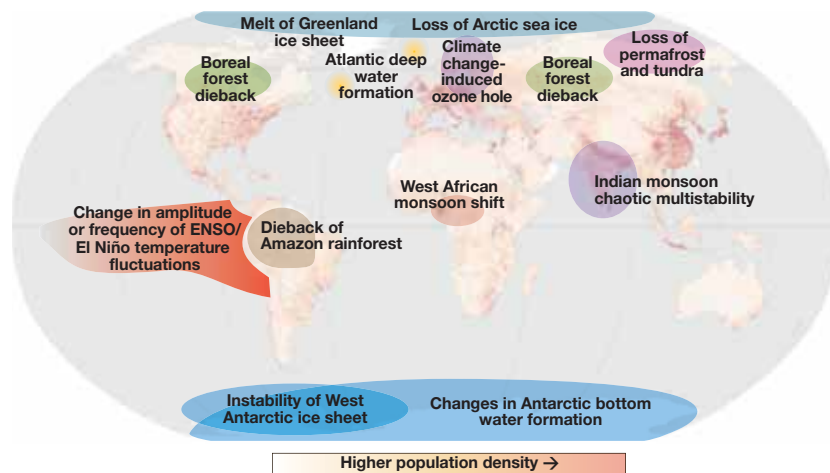 Melt of Greenland
ice sheet
Loss of Arctic sea ice
Boreal
forest
dieback
Atlantic deep
water
formation
Climate
change-
induced
ozone hole
Boreal
forest
dieback
Loss of
permafrost
and tundra
Change in amplitude
or frequency of ENSO/
El Niño temperature
fluctuations
Dieback of
Amazon rainforest
West African
monsoon shift
Indian monsoon
chaotic multistability
Instability of West
Antarctic ice sheet
Changes in Antarctic bottom
water formation
Higher population density →